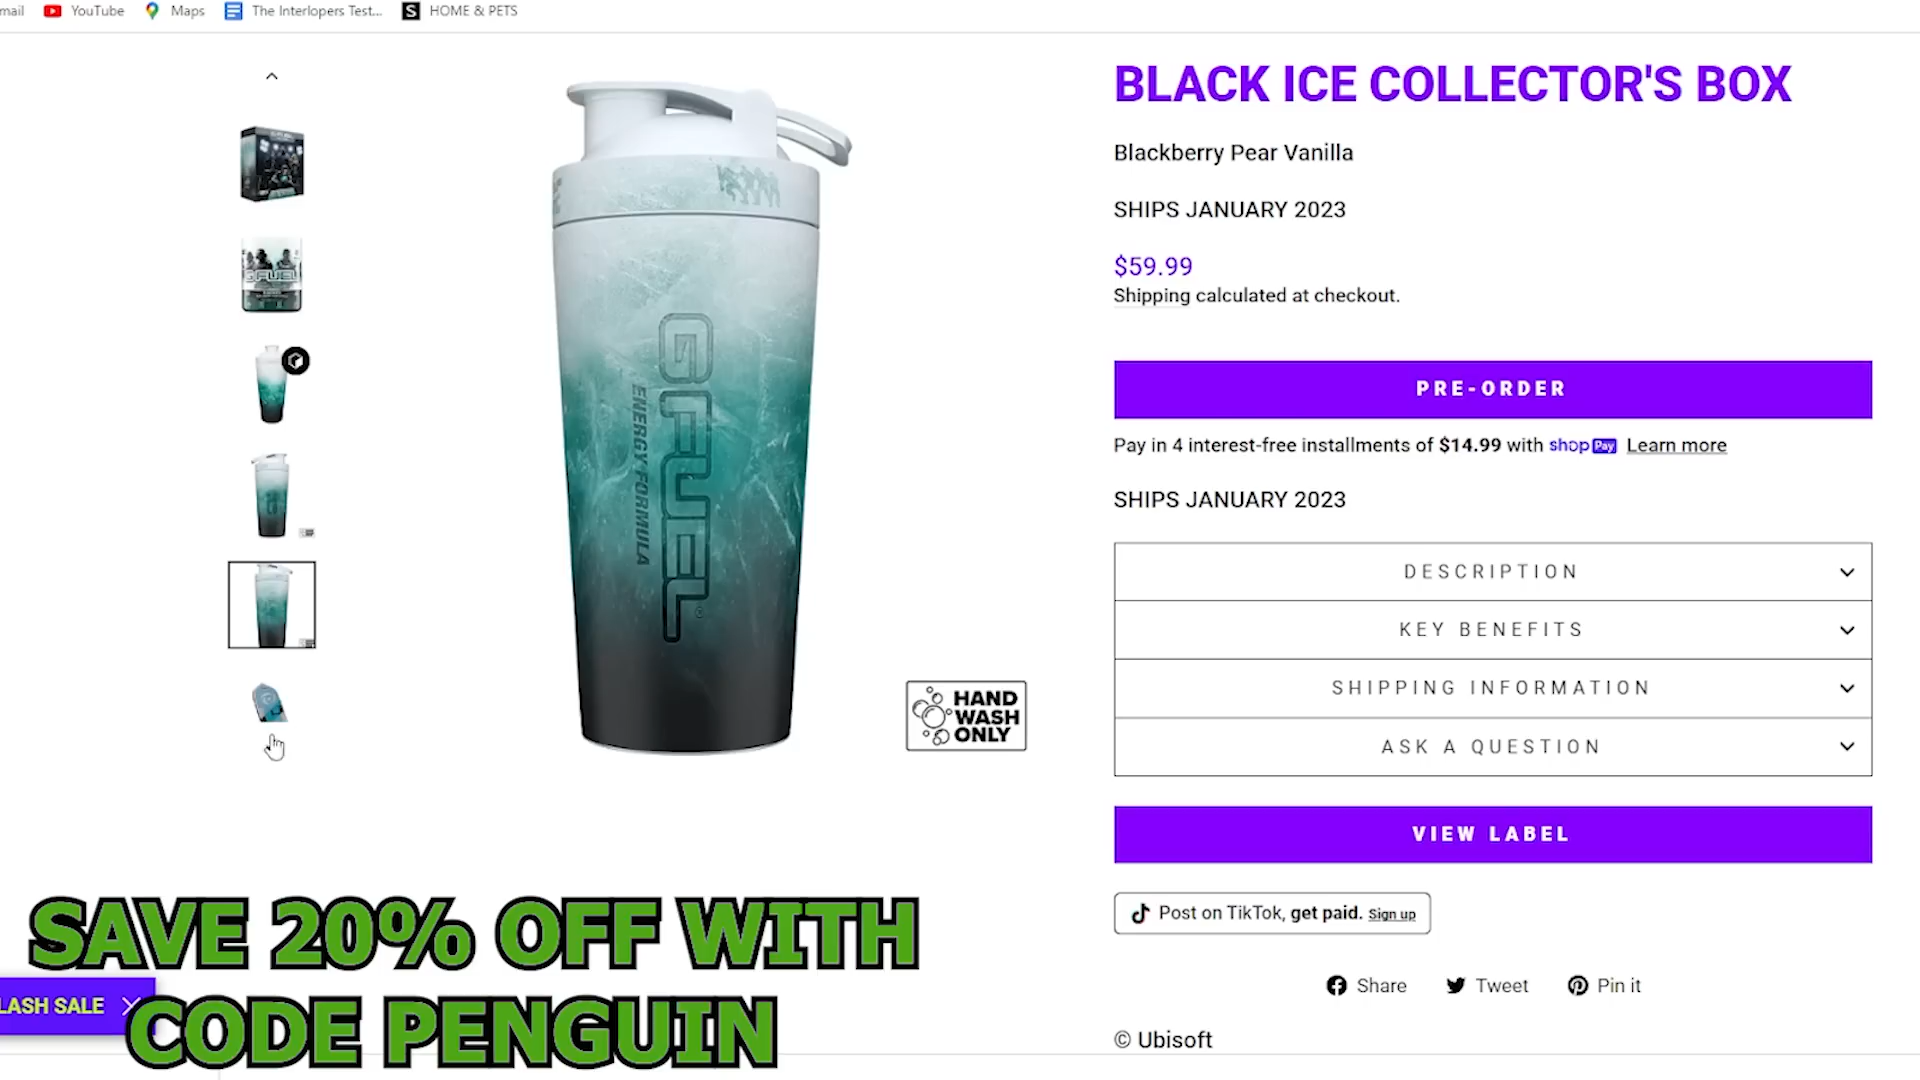 mail
YouTube
Maps
The Interlopers Test...
HOME & PETS
BLACK ICE COLLECTOR'S BOX
Blackberry Pear Vanilla
SHIPS JANUARY 2023
$59.99
Shipping calculated at checkout.
PRE-ORDER
Pay in 4 interest-free installments of $14.99 with shop Pay Learn more
SHIPS JANUARY 2023
DESCRIPTION
KEY BENEFITS
SHIPPING INFORMATION
ASK A QUESTION
VIEW LABEL
Post on TikTok, get paid. Sign up
Share
Tweet
Pin it
© Ubisoft
G FUEL
GFUEL
ENERGY FORMULA
HAND
WASH
ONLY
SAVE 20% OFF WITH
CODE PENGUIN
LASH SALE